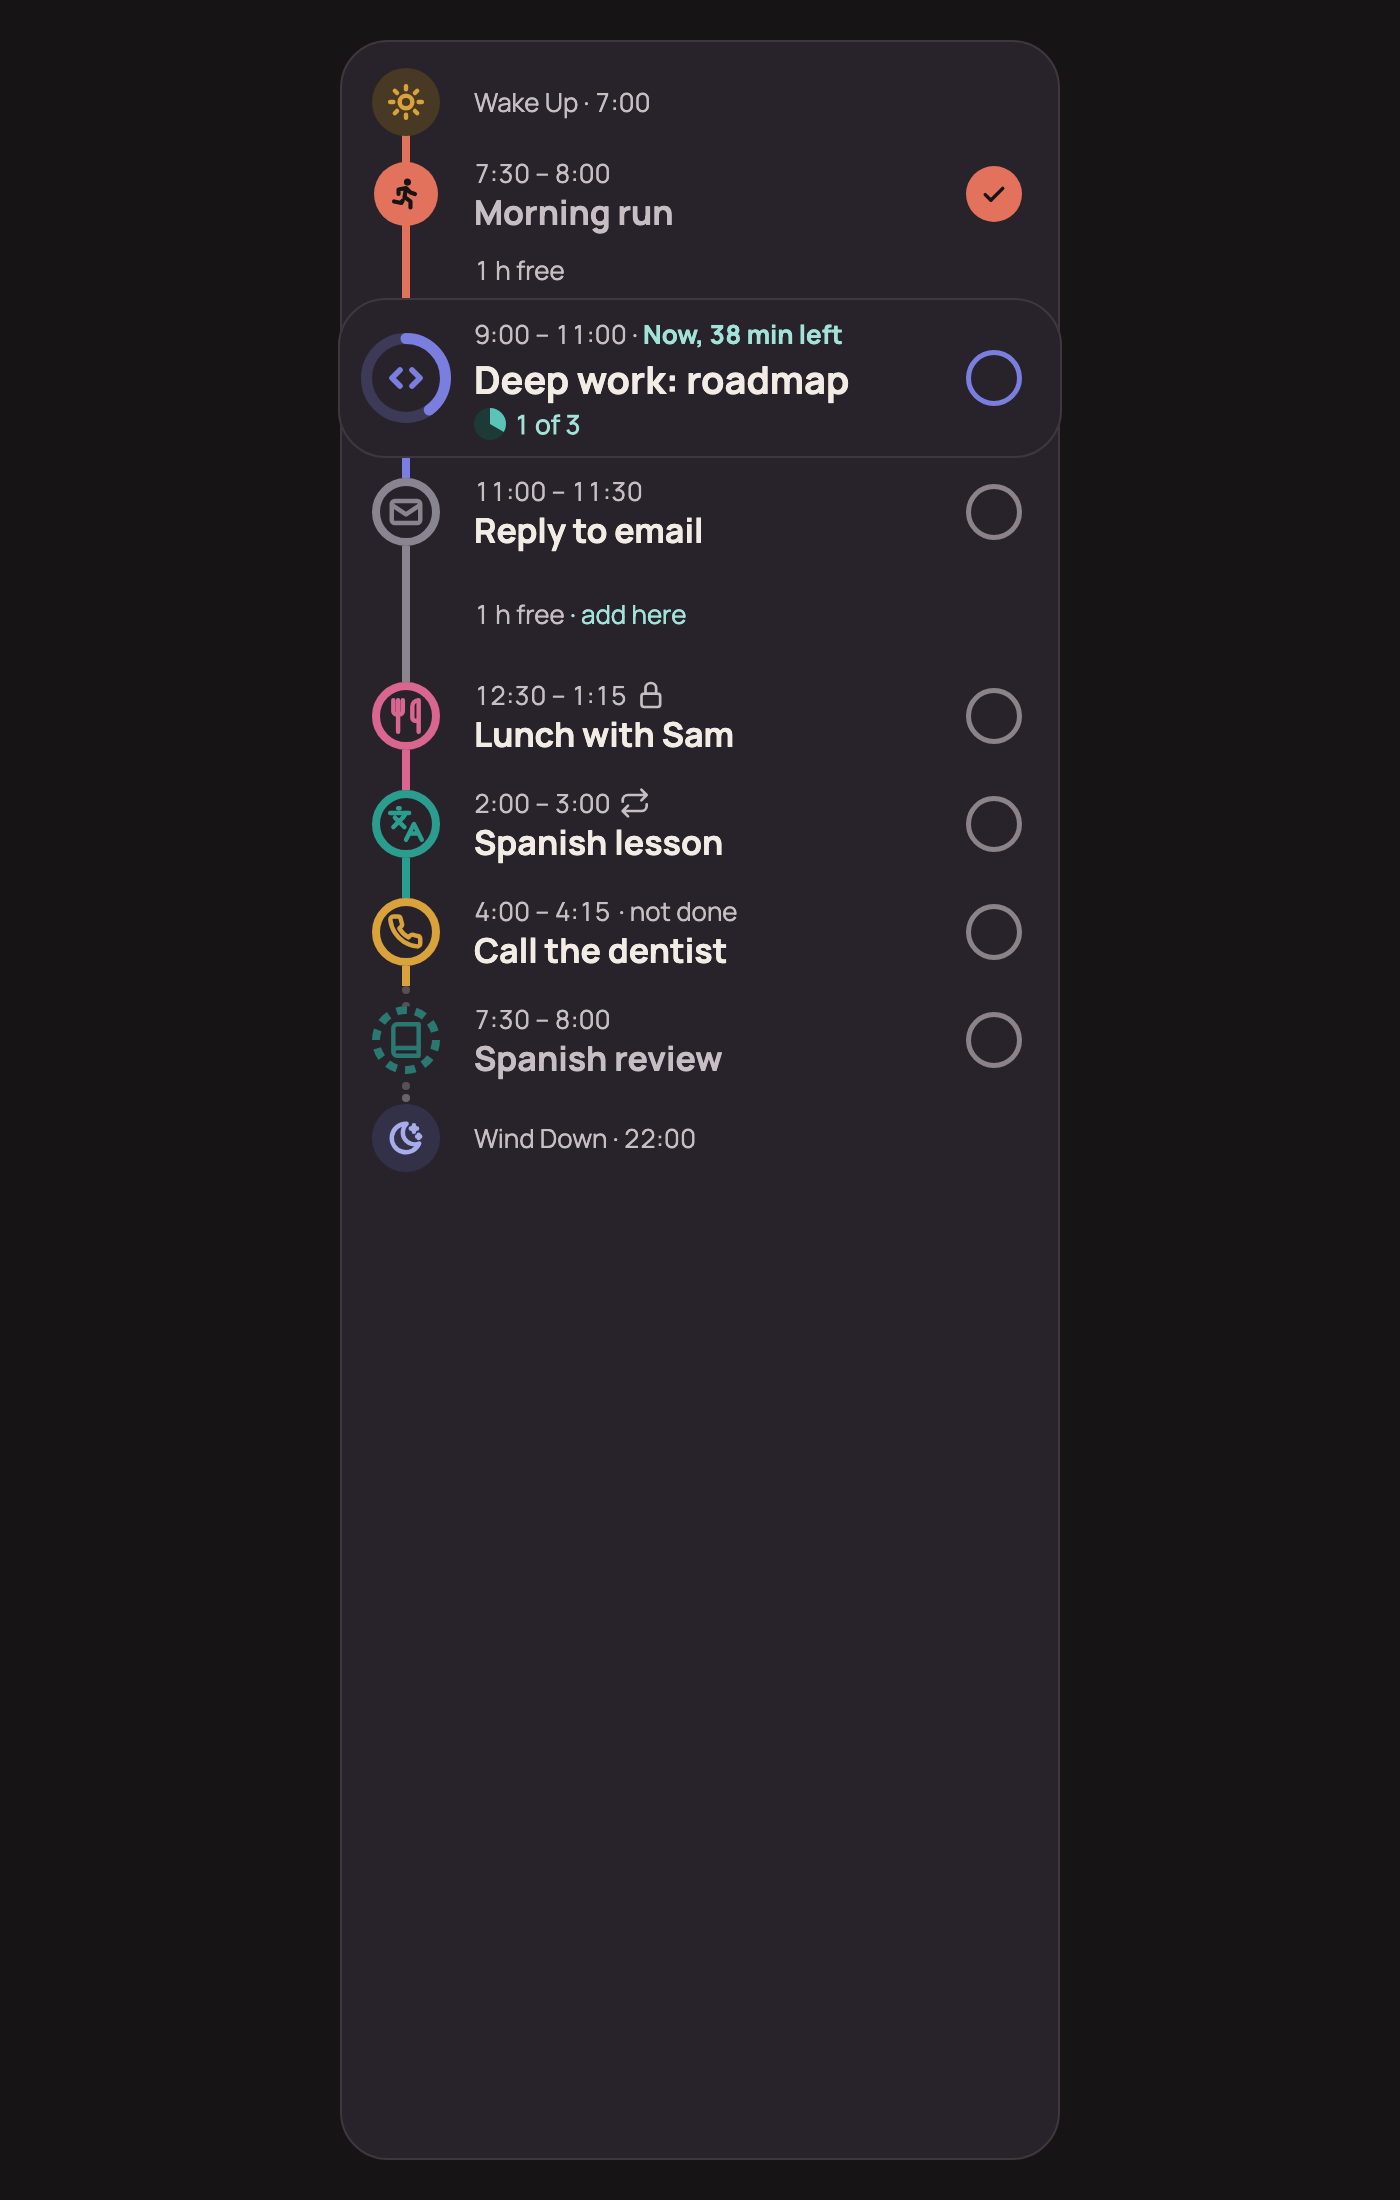 Wake Up · 7:00
7:30 – 8:00
Morning run
1 h free
9:00 – 11:00 · Now, 38 min left
Deep work: roadmap
1 of 3
11:00 – 11:30
Reply to email
1 h free · add here
12:30 – 1:15
Lunch with Sam
2:00 – 3:00
Spanish lesson
4:00 – 4:15 · not done
Call the dentist
7:30 – 8:00
Spanish review
Wind Down · 22:00